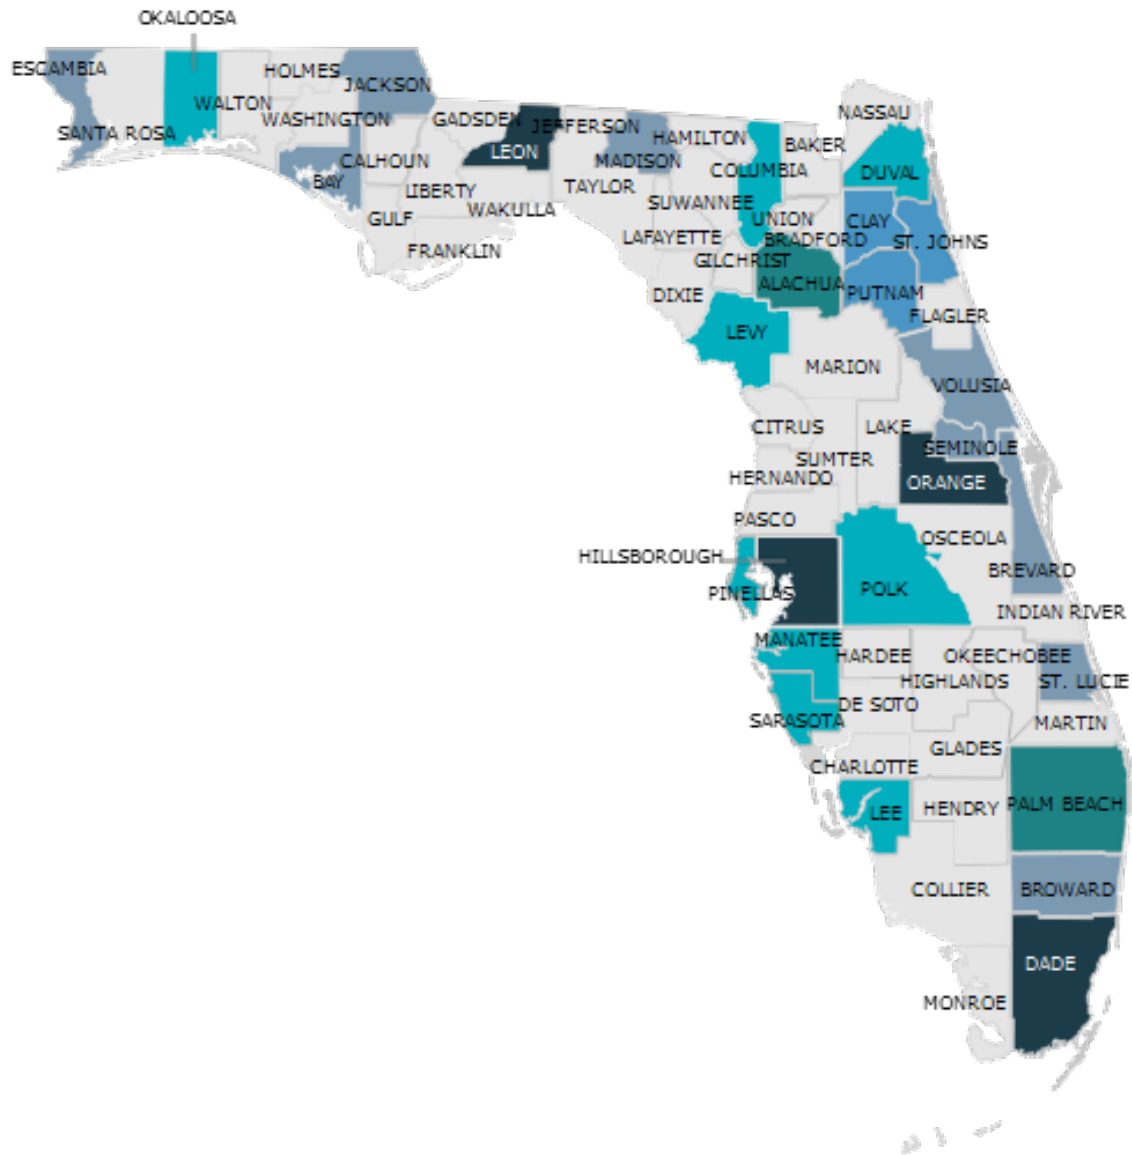 OKALOOSA
ESCAMBIA
HOLMES
JACKSON
WALTON
SANTA ROSA
WASHINGTON
GADSDEN
JEFFERSON
NASSAU
LEON
HAMILTON
BAKER
CALHOUN
MADISON
COLUMBIA
DUVAL
BAY
LIBERTY
TAYLOR
SUWANNEE
GULF
WAKULLA
UNION
CLAY
FRANKLIN
LAFAYETTE
BRADFORD
ST. JOHNS
GILCHRIST
ALACHUA
DIXIE
PUTNAM
FLAGLER
LEVY
MARION
VOLUSIA
CITRUS
LAKE
SEMINOLE
SUMTER
HERNANDO
ORANGE
PASCO
OSCEOLA
HILLSBOROUGH
BREVARD
PINELLAS
POLK
INDIAN RIVER
MANATEE
HARDEE
OKEECHOBEE
HIGHLANDS
ST. LUCIE
DE SOTO
SARASOTA
MARTIN
GLADES
CHARLOTTE
LEE
HENDRY
PALM BEACH
COLLIER
BROWARD
DADE
MONROE